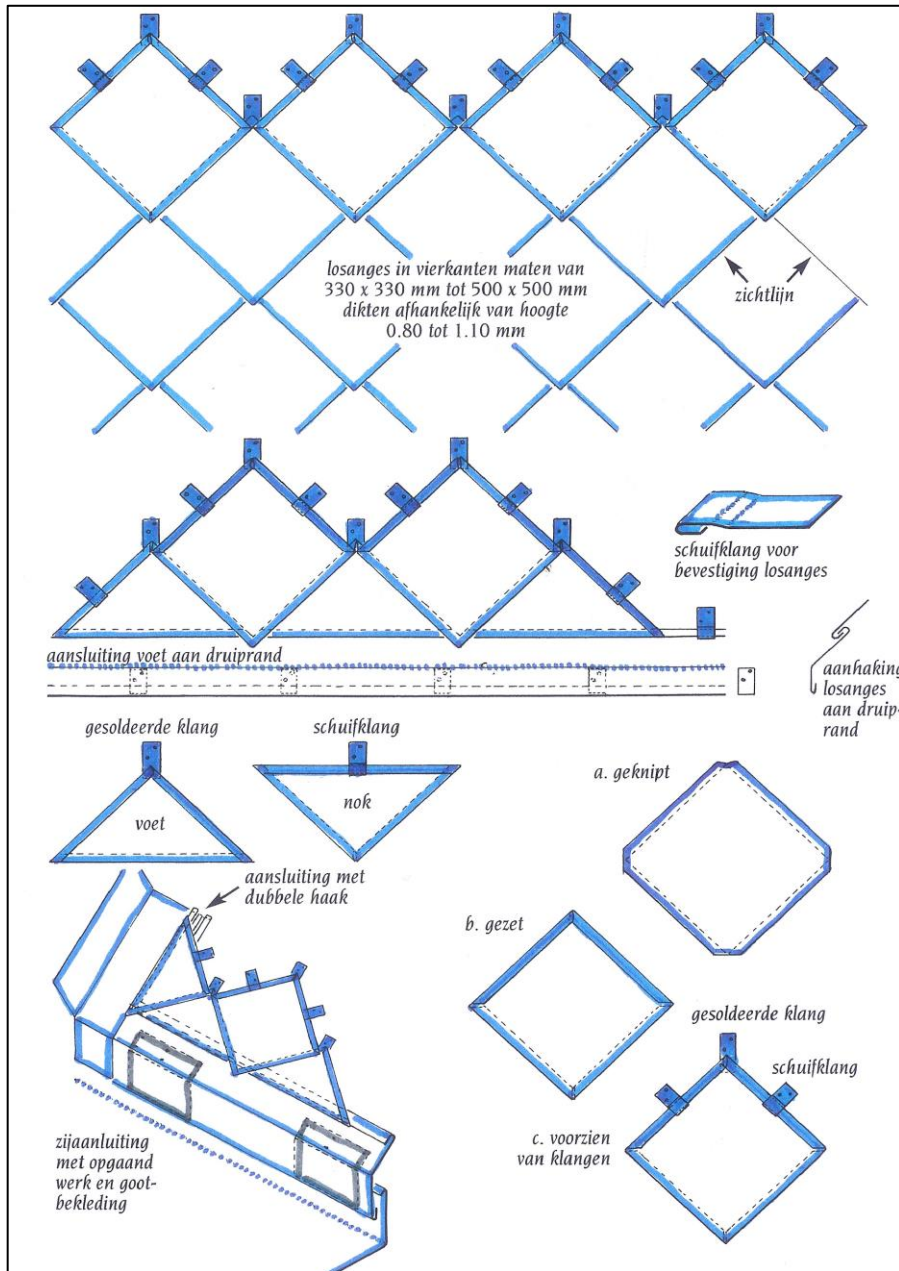 losanges in vierkanten maten van
330 x 330 mm tot 500 x 500 mm
dikten afhankelijk van hoogte
0.80 tot 1.10 mm
zichtlijn
schuifklang voor
bevestiging losanges
aansluiting voet aan druiprand
aanhaking
losanges
aan druip-
rand
gesoldeerde klang
voet
schuifklang
nok
a. geknipt
aansluiting met
dubbele haak
b. gezet
gesoldeerde klang
schuifklang
c. voorzien
van klangen
zijaanluiting
met opgaand
werk en goot-
bekleding